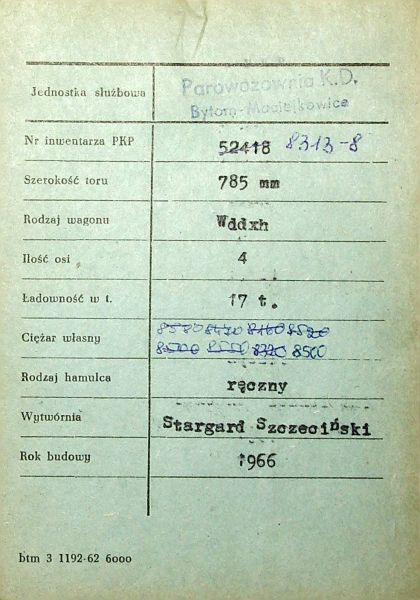 P.K.P.
Jednostka służbowa Parowozownia K.D.
Bytom-Maciejkowice
Nr inwentarza PKP 52418 8313-8
Szerokość toru 785 mm
Rodzaj wagonu Wddxh
Ilość osi 4
Ładowność w t. 17 t.
Ciężar własny 8520
8500
Rodzaj hamulca ręczny
Wytwórnia Stargard Szczeciński
Rok budowy 1966
btm 3 1192-62 6000